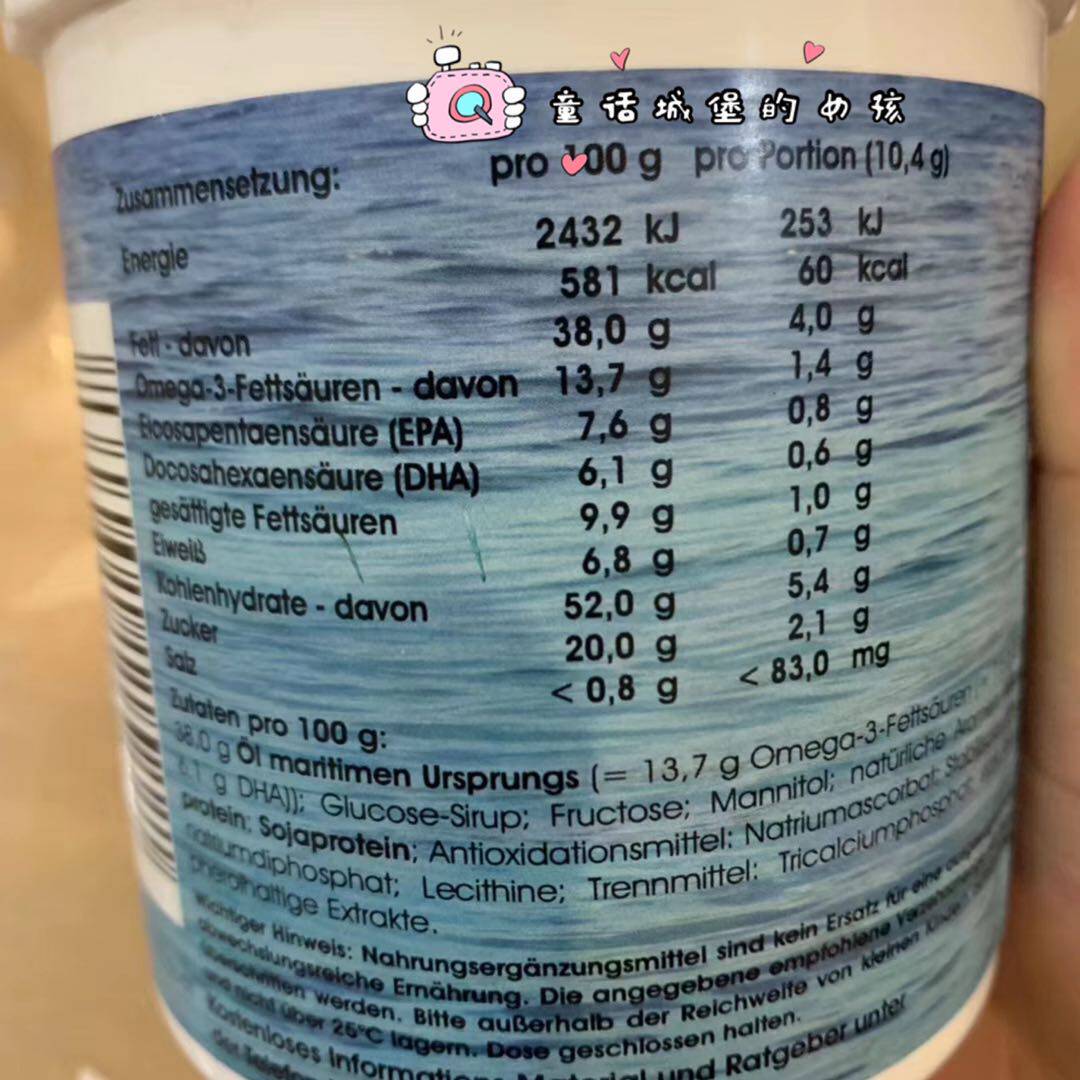 童话城堡的女孩
Zusammensetzung: pro 100 g pro Portion (10,4 g)
Energie 2432 kJ 253 kJ
581 kcal 60 kcal
Fett - davon 38,0 g 4,0 g
Omega-3-Fettsäuren - davon 13,7 g 1,4 g
Eicosapentaensäure (EPA) 7,6 g 0,8 g
Docosahexaensäure (DHA) 6,1 g 0,6 g
gesättigte Fettsäuren 9,9 g 1,0 g
Eiweiß 6,8 g 0,7 g
Kohlenhydrate - davon 52,0 g 5,4 g
Zucker 20,0 g 2,1 g
Salz < 0,8 g < 83,0 mg
Zutaten pro 100 g:
38,0 g Öl maritimen Ursprungs (= 13,7 g Omega-3-Fettsäuren
6,1 g DHA)); Glucose-Sirup; Fructose; Mannitol; natürliche
protein; Sojaprotein; Antioxidationsmittel: Natriumascorbat;
natriumdiphosphat; Lecithine; Trennmittel: Tricalciumphosphat;
pherolhaltige Extrakte.
Wichtiger Hinweis: Nahrungsergänzungsmittel sind kein Ersatz für eine
abwechslungsreiche Ernährung. Die angegebene empfohlene
überschritten werden. Bitte außerhalb der Reichweite von kleinen
und nicht über 25°C lagern. Dose geschlossen halten.
Kostenloses Informations-Material und Ratgeber unter
der